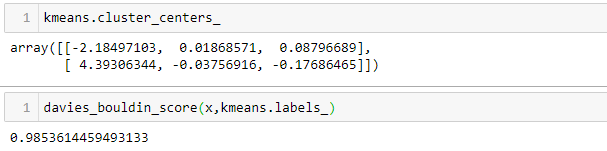 1 kmeans.cluster_centers_
array([[-2.18497103, 0.01868571, 0.08796689],
[ 4.39306344, -0.03756916, -0.17686465]])
1 davies_bouldin_score(x,kmeans.labels_)
0.9853614459493133